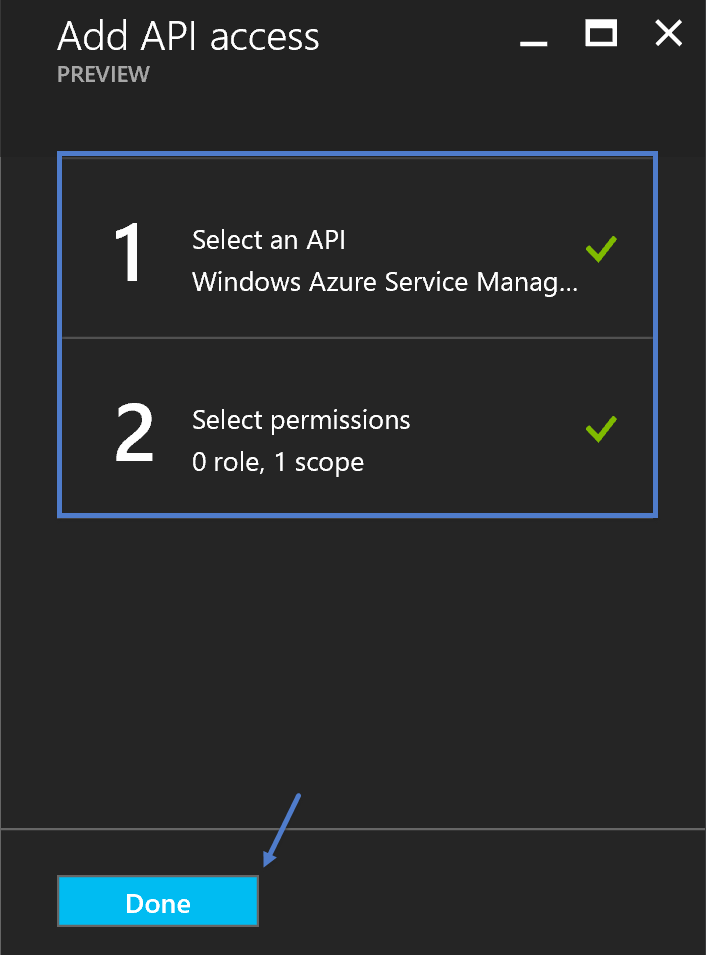 Add API access
PREVIEW
1
Select an API
Windows Azure Service Manag...
2
Select permissions
0 role, 1 scope
Done